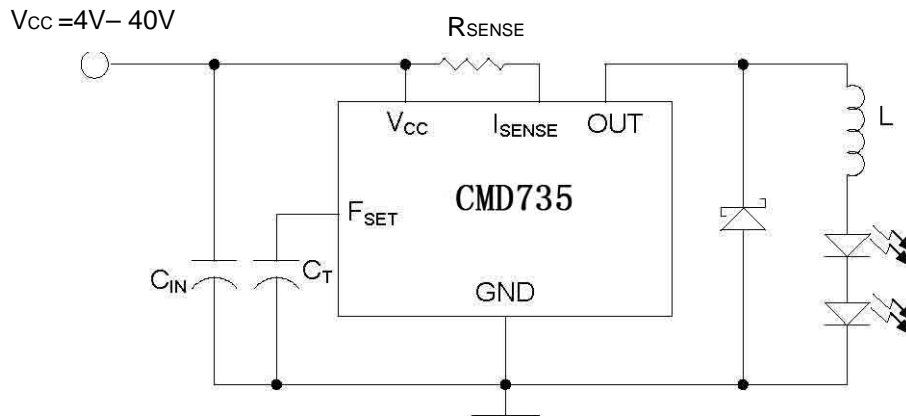 VCC =4V– 40V
RSENSE
VCC ISENSE OUT
L
CMD735
FSET
CIN CT
GND